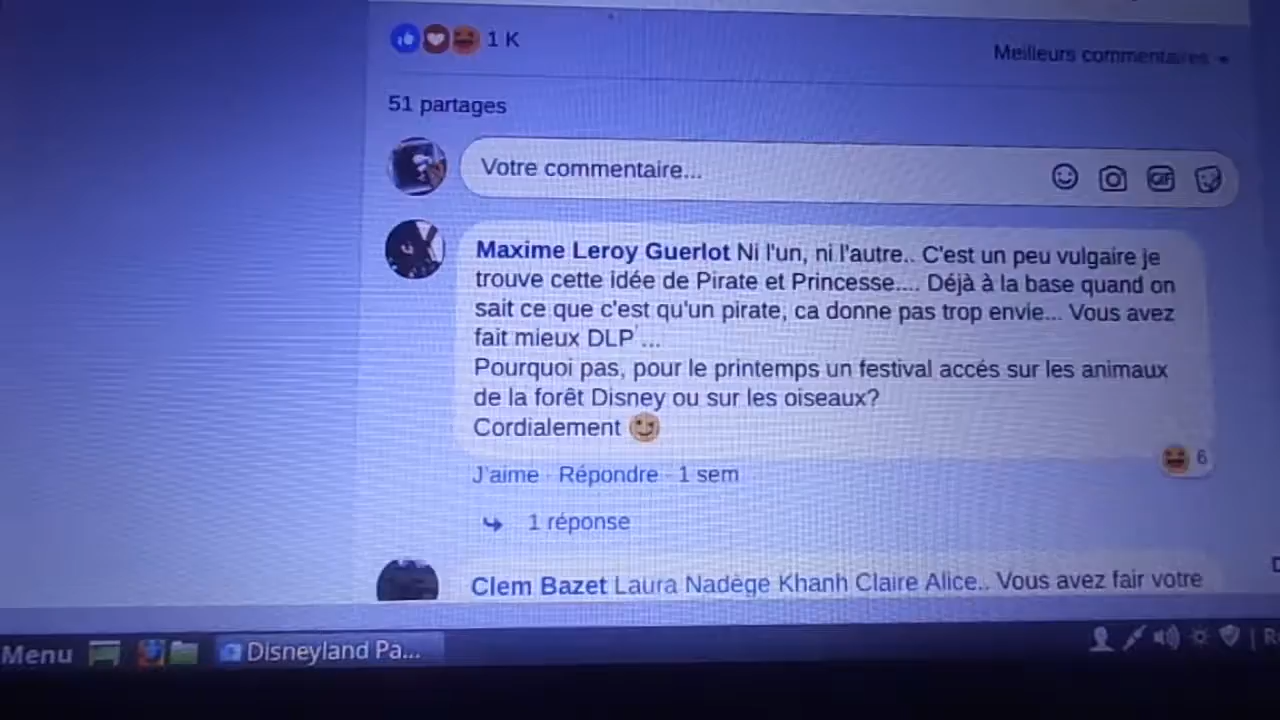 1 K
Meilleurs commentaires
51 partages
Votre commentaire...
GIF
Maxime Leroy Guerlot Ni l'un, ni l'autre.. C'est un peu vulgaire je
trouve cette idée de Pirate et Princesse.... Déjà à la base quand on
sait ce que c'est qu'un pirate, ca donne pas trop envie... Vous avez
fait mieux DLP ...
Pourquoi pas, pour le printemps un festival accés sur les animaux
de la forêt Disney ou sur les oiseaux?
Cordialement 😉
6
J'aime · Répondre · 1 sem
1 réponse
Clem Bazet Laura Nadège Khanh Claire Alice.. Vous avez fair votre
Menu
Disneyland Pa...